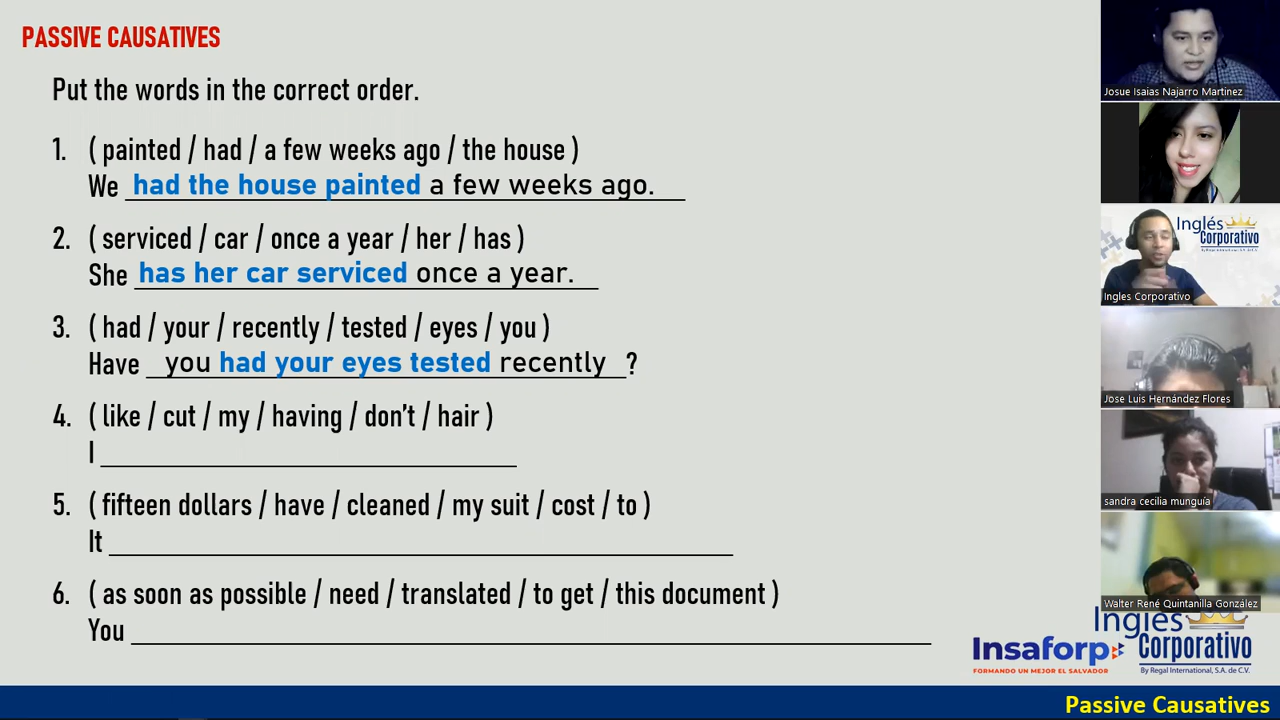 PASSIVE CAUSATIVES
Put the words in the correct order.
1. ( painted / had / a few weeks ago / the house )
We had the house painted a few weeks ago.
2. ( serviced / car / once a year / her / has )
She has her car serviced once a year.
3. ( had / your / recently / tested / eyes / you )
Have you had your eyes tested recently ?
4. ( like / cut / my / having / don't / hair )
I
5. ( fifteen dollars / have / cleaned / my suit / cost / to )
It
6. ( as soon as possible / need / translated / to get / this document )
You
Josue Isaias Najarro Martinez
Inglés
Corporativo
By Regal International, S.A. de C.V.
Ingles Corporativo
Jose Luis Hernández Flores
sandra cecilia munguía
Walter René Quintanilla González
Insaforp
FORMANDO UN MEJOR EL SALVADOR
Inglés
Corporativo
By Regal International, S.A. de C.V.
Passive Causatives